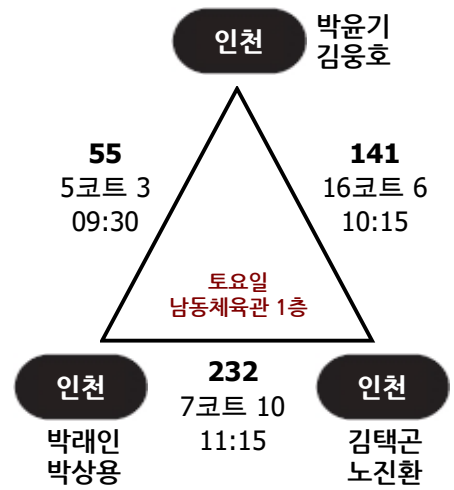 인천
박윤기
김웅호
55
5코트 3
09:30
141
16코트 6
10:15
토요일
남동체육관 1층
인천
박래인
박상용
232
7코트 10
11:15
인천
김택곤
노진환